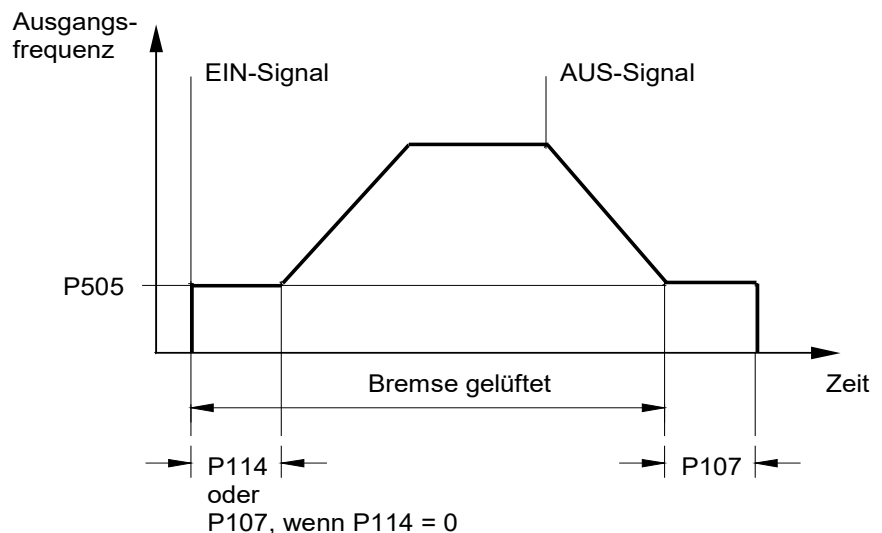 Ausgangs-
frequenz
EIN-Signal
AUS-Signal
P505
Bremse gelüftet
Zeit
P114
oder
P107, wenn P114 = 0
P107